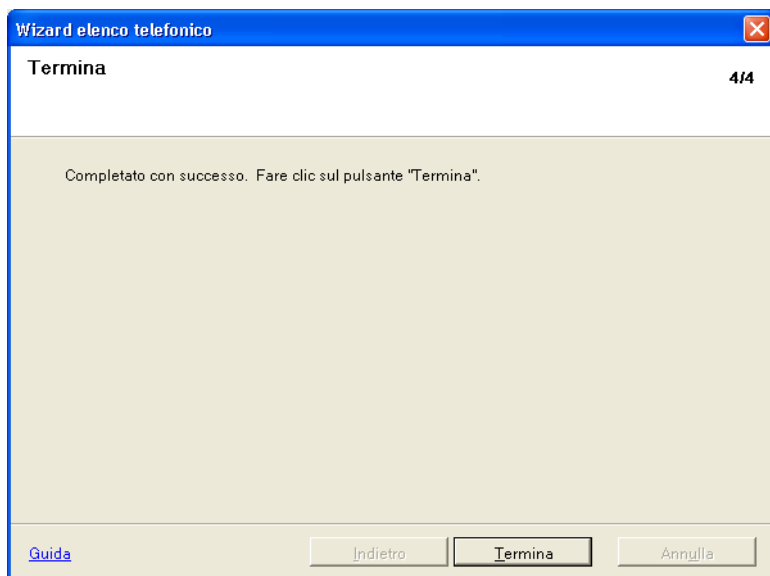 Wizard elenco telefonico
Termina
4/4
Completato con successo. Fare clic sul pulsante "Termina".
Guida
Indietro
Termina
Annulla